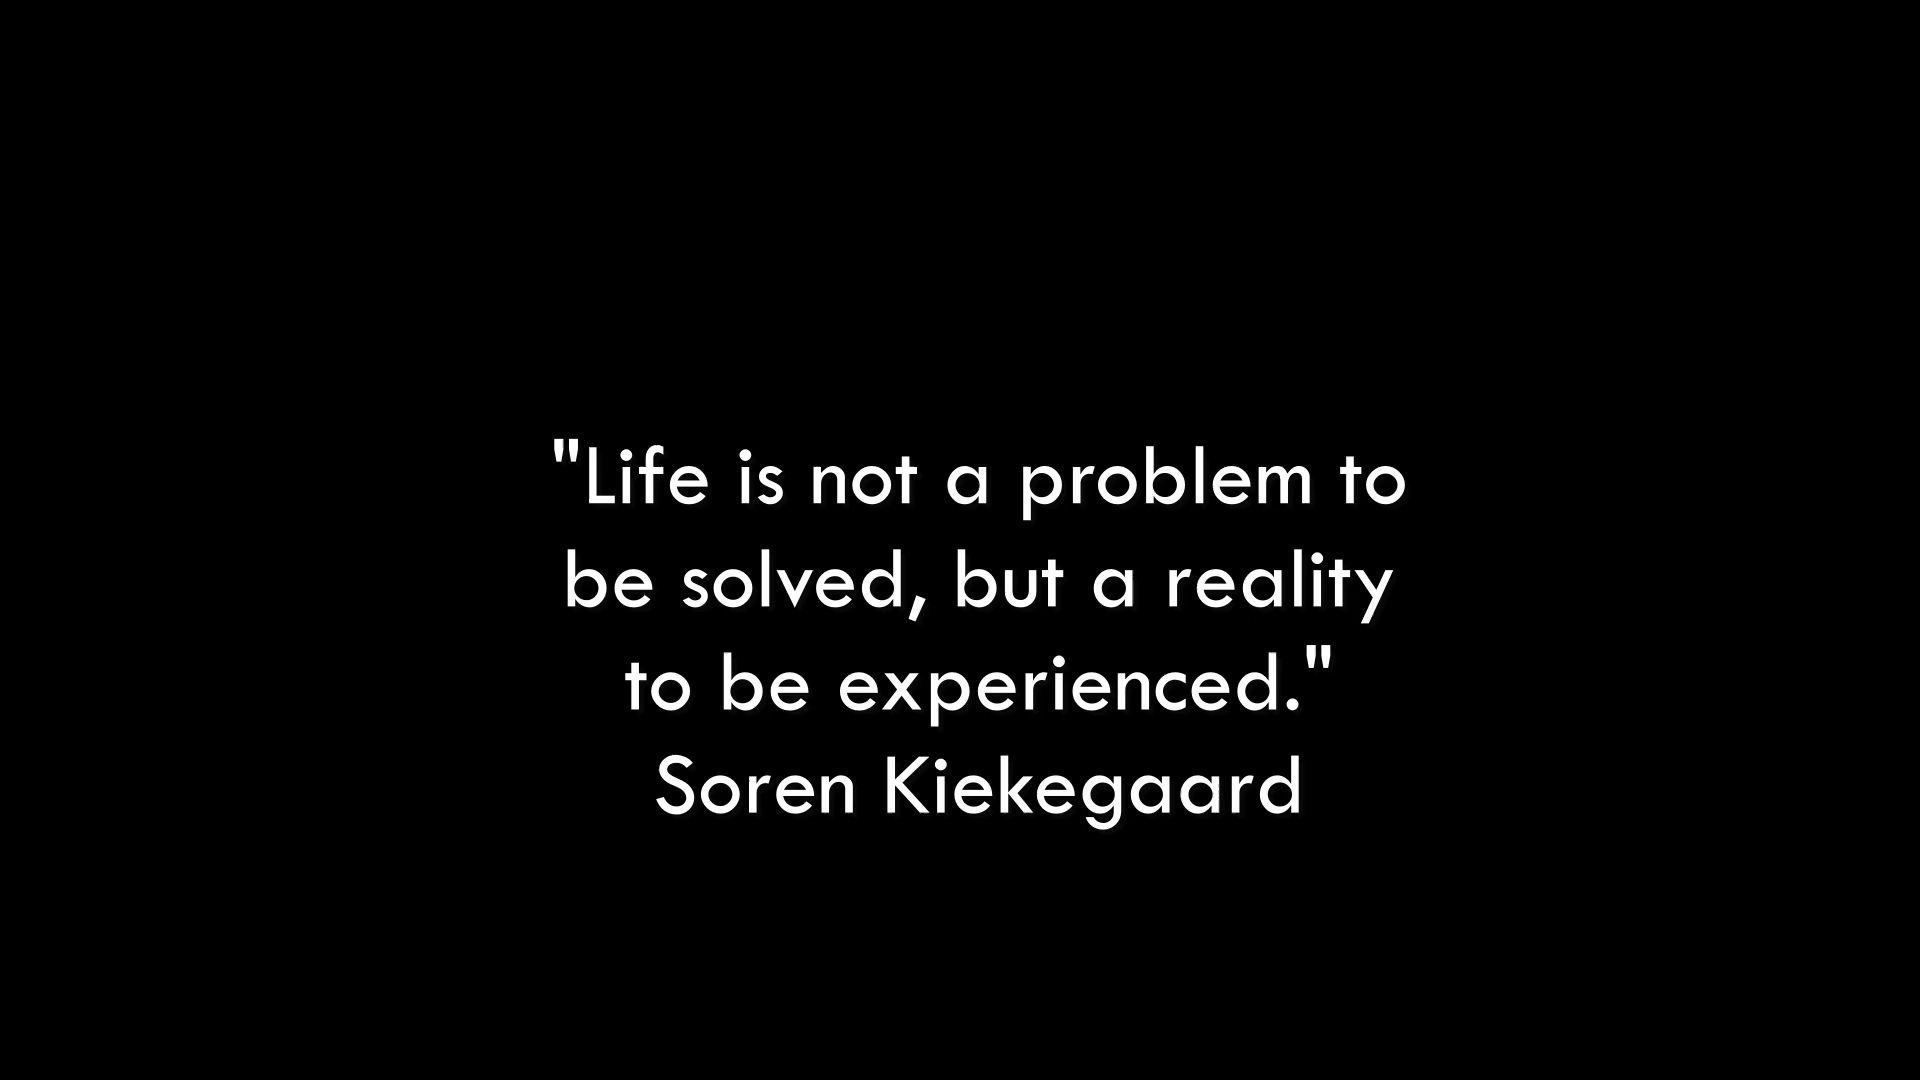 "Life is not a problem to
be solved, but a reality
to be experienced."
Soren Kiekegaard